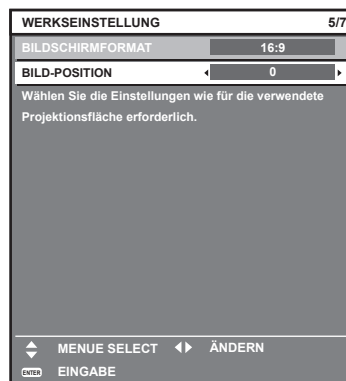 WERKSEINSTELLUNG 5/7
BILDSCHIRMFORMAT 16:9
BILD-POSITION 0
Wählen Sie die Einstellungen wie für die verwendete
Projektionsfläche erforderlich.
MENUE SELECT ÄNDERN
ENTER EINGABE